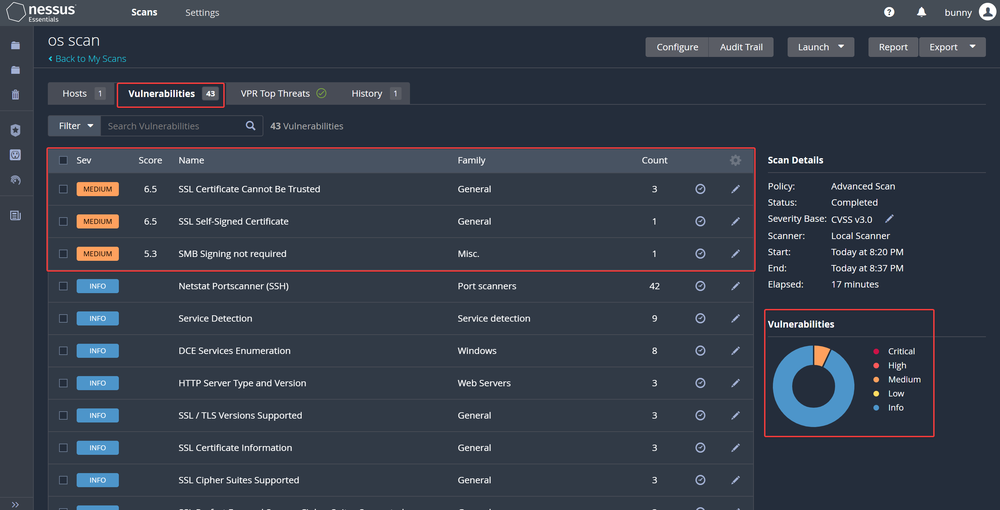 nessus
Essentials
Scans Settings
bunny
os scan
Back to My Scans
Configure Audit Trail Launch Report Export
Hosts 1 Vulnerabilities 43 VPR Top Threats History 1
Filter Search Vulnerabilities 43 Vulnerabilities
Sev Score Name Family Count
MEDIUM 6.5 SSL Certificate Cannot Be Trusted General 3
MEDIUM 6.5 SSL Self-Signed Certificate General 1
MEDIUM 5.3 SMB Signing not required Misc. 1
INFO Netstat Portscanner (SSH) Port scanners 42
INFO Service Detection Service detection 9
INFO DCE Services Enumeration Windows 8
INFO HTTP Server Type and Version Web Servers 3
INFO SSL / TLS Versions Supported General 3
INFO SSL Certificate Information General 3
INFO SSL Cipher Suites Supported General 3
Scan Details
Policy: Advanced Scan
Status: Completed
Severity Base: CVSS v3.0
Scanner: Local Scanner
Start: Today at 8:20 PM
End: Today at 8:37 PM
Elapsed: 17 minutes
Vulnerabilities
Critical
High
Medium
Low
Info